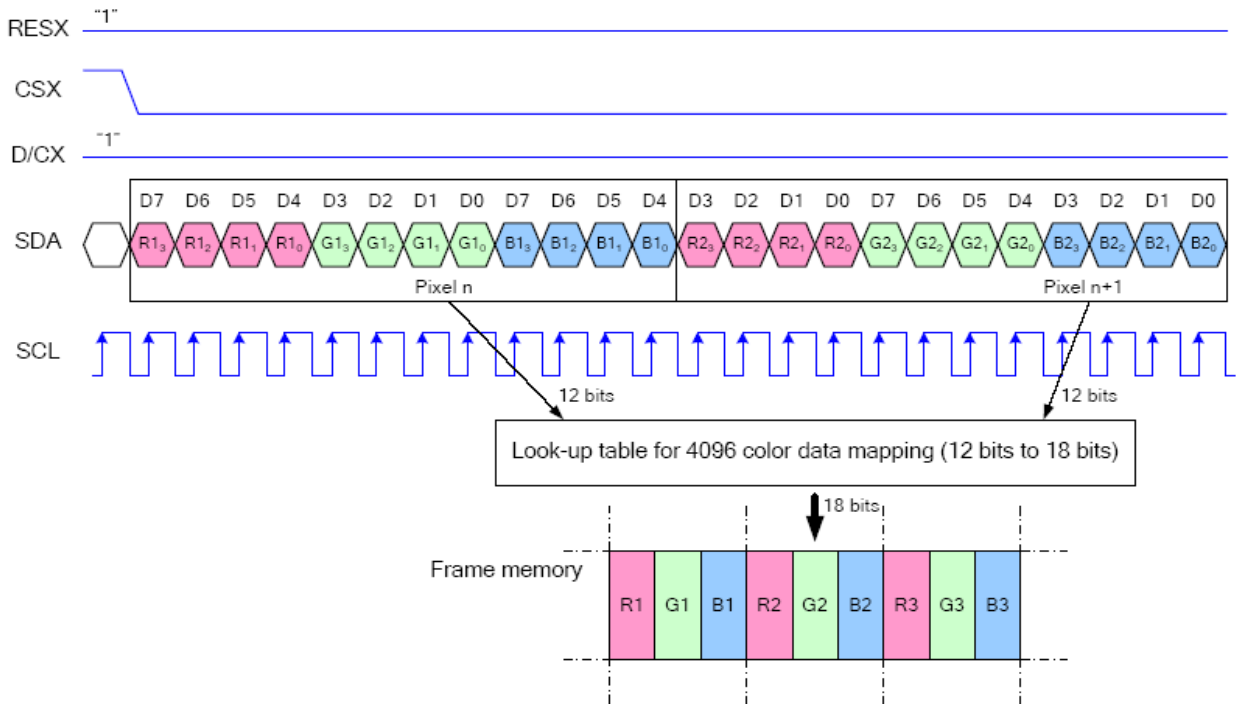 RESX "1"
CSX
D/CX "1"
D7 D6 D5 D4 D3 D2 D1 D0 D7 D6 D5 D4 D3 D2 D1 D0 D7 D6 D5 D4 D3 D2 D1 D0
SDA R1₃ R1₂ R1₁ R1₀ G1₃ G1₂ G1₁ G1₀ B1₃ B1₂ B1₁ B1₀ R2₃ R2₂ R2₁ R2₀ G2₃ G2₂ G2₁ G2₀ B2₃ B2₂ B2₁ B2₀
Pixel n Pixel n+1
SCL
12 bits 12 bits
Look-up table for 4096 color data mapping (12 bits to 18 bits)
18 bits
Frame memory
R1 G1 B1 R2 G2 B2 R3 G3 B3